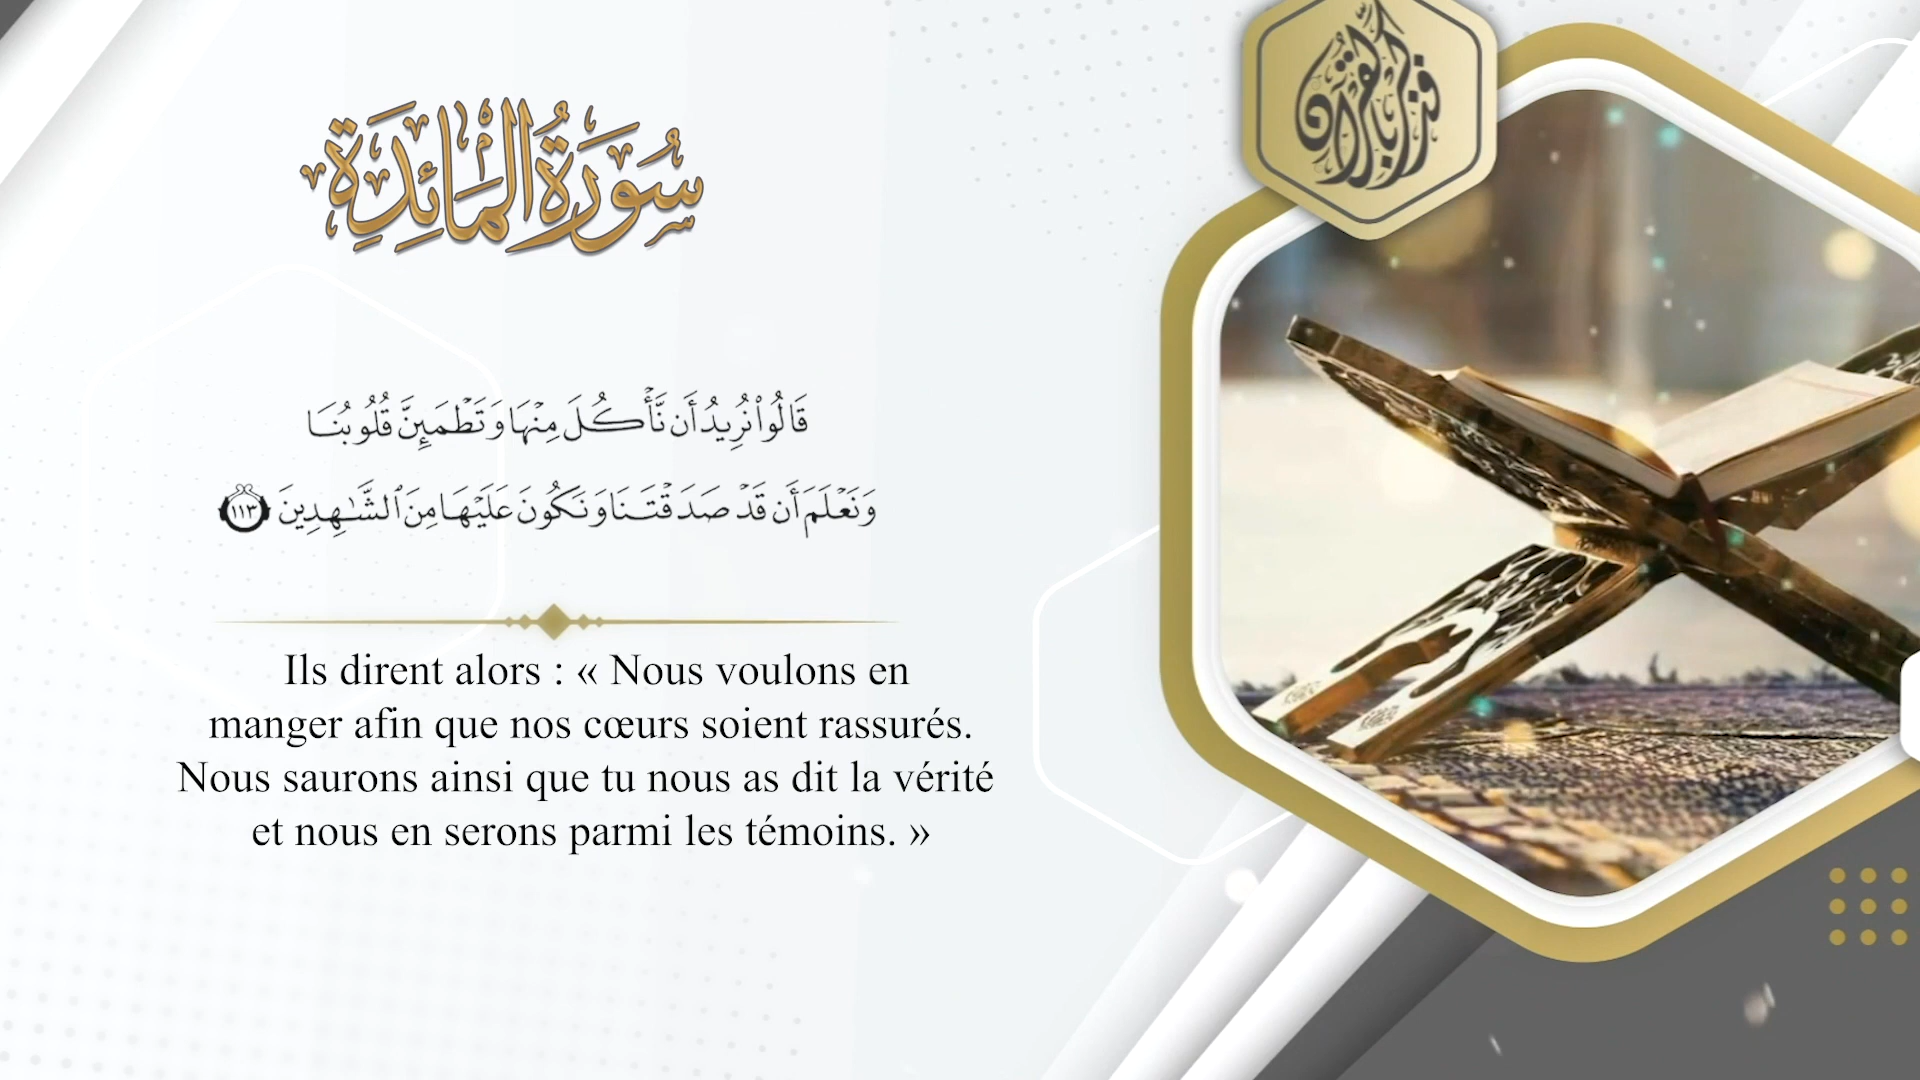 سُورَةُ المَائِدَةِ
فذكر بالقرآن
قَالُوا۟ نُرِيدُ أَن نَّأْكُلَ مِنْهَا وَتَطْمَئِنَّ قُلُوبُنَا
وَنَعْلَمَ أَن قَدْ صَدَقْتَنَا وَنَكُونَ عَلَيْهَا مِنَ ٱلشَّـٰهِدِينَ ١١٣
Ils dirent alors : « Nous voulons en
manger afin que nos cœurs soient rassurés.
Nous saurons ainsi que tu nous as dit la vérité
et nous en serons parmi les témoins. »